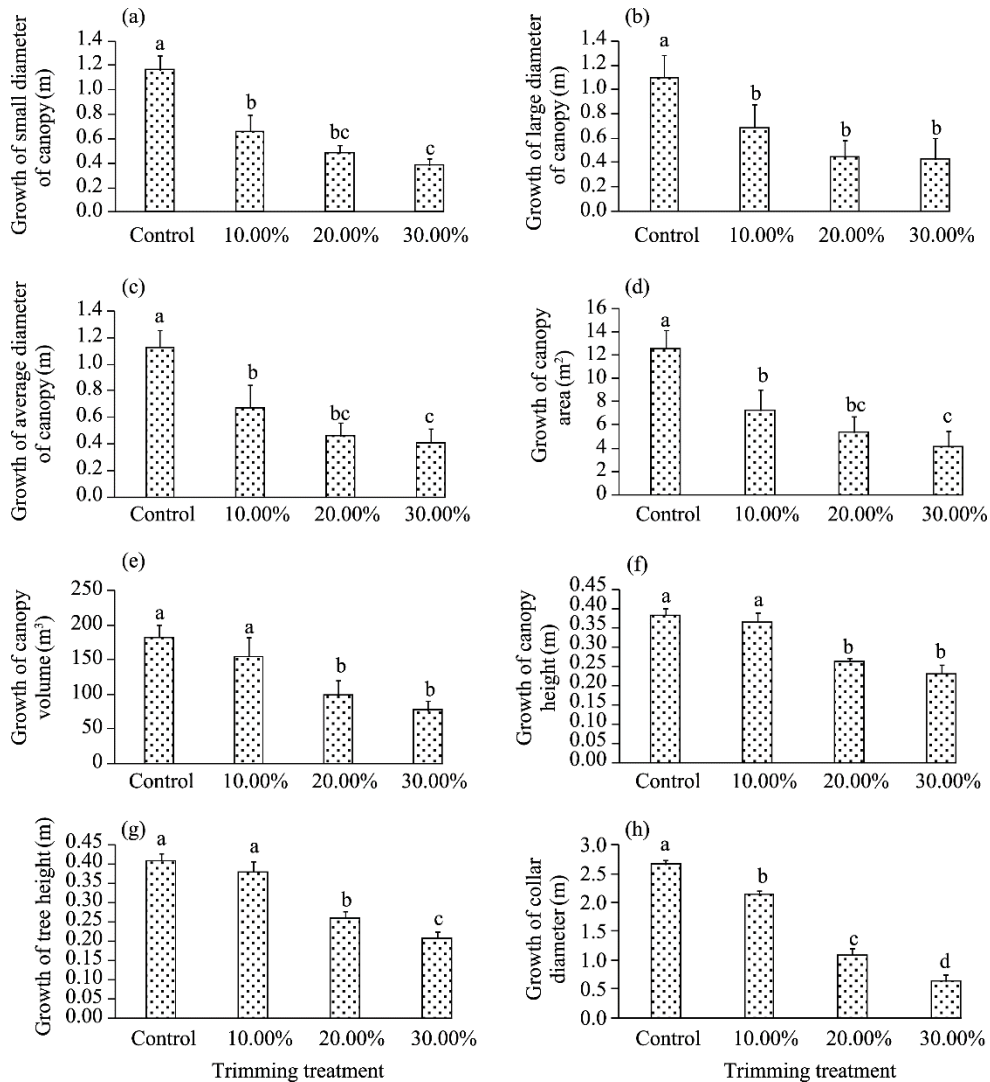 (a)
1.4
1.2
1.0
0.8
0.6
0.4
0.2
0.0
Growth of small diameter
of canopy (m)
a
b
bc
c
Control 10.00% 20.00% 30.00%
(b)
1.4
1.2
1.0
0.8
0.6
0.4
0.2
0.0
Growth of large diameter
of canopy (m)
a
b
b
b
Control 10.00% 20.00% 30.00%
(c)
1.4
1.2
1.0
0.8
0.6
0.4
0.2
0.0
Growth of average diameter
of canopy (m)
a
b
bc
c
Control 10.00% 20.00% 30.00%
(d)
16
14
12
10
8
6
4
2
0
Growth of canopy
area (m²)
a
b
bc
c
Control 10.00% 20.00% 30.00%
(e)
250
200
150
100
50
0
Growth of canopy
volume (m³)
a
a
b
b
Control 10.00% 20.00% 30.00%
(f)
0.45
0.40
0.35
0.30
0.25
0.20
0.15
0.10
0.05
0.00
Growth of canopy
height (m)
a
a
b
b
Control 10.00% 20.00% 30.00%
(g)
0.45
0.40
0.35
0.30
0.25
0.20
0.15
0.10
0.05
0.00
Growth of tree height (m)
a
a
b
c
Control 10.00% 20.00% 30.00%
Trimming treatment
(h)
3.0
2.5
2.0
1.5
1.0
0.5
0.0
Growth of collar
diameter (m)
a
b
c
d
Control 10.00% 20.00% 30.00%
Trimming treatment